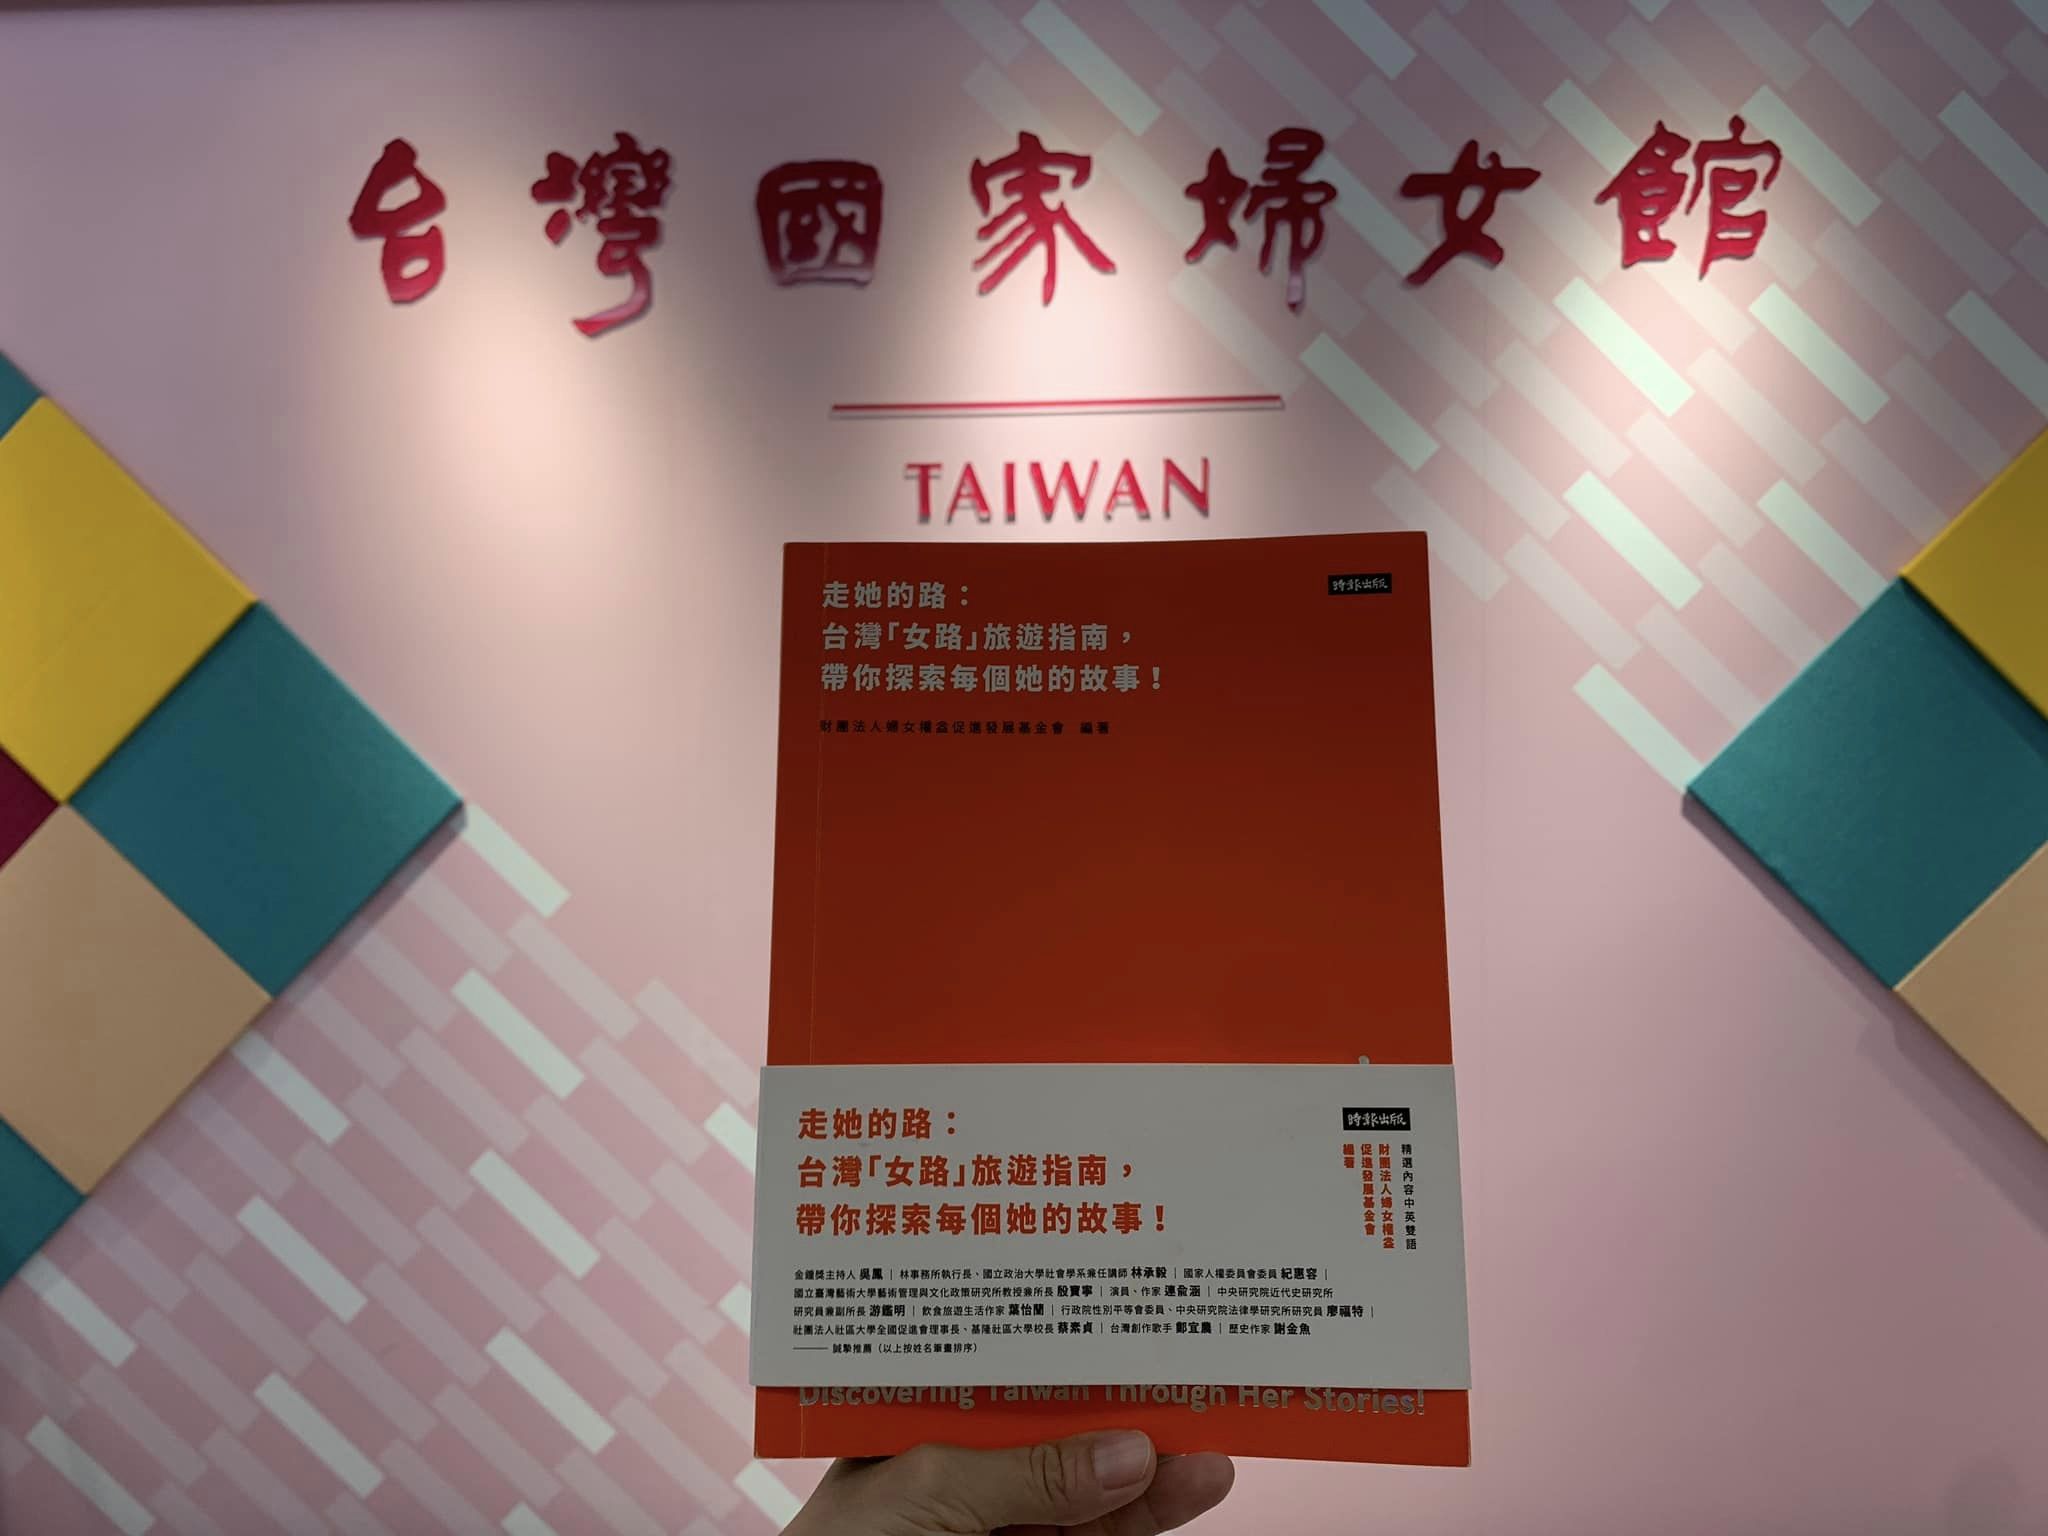 台灣國家婦女館
TAIWAN
走她的路：
台灣「女路」旅遊指南，
帶你探索每個她的故事！
財團法人婦女權益促進發展基金會 編著
時報出版
走她的路：
台灣「女路」旅遊指南，
帶你探索每個她的故事！
時報出版
精選內容中英雙語
財團法人婦女權益
促進發展基金會
編著
金鐘獎主持人 吳鳳｜林事務所執行長、國立政治大學社會學系兼任講師 林承毅｜國家人權委員會委員 紀惠容｜
國立臺灣藝術大學藝術管理與文化政策研究所教授兼所長 殷寶寧｜演員、作家 連俞涵｜中央研究院近代史研究所
研究員兼副所長 游鑑明｜飲食旅遊生活作家 葉怡蘭｜行政院性別平等會委員、中央研究院法律學研究所研究員 廖福特｜
社團法人社區大學全國促進會理事長、基隆社區大學校長 蔡素貞｜台灣創作歌手 鄭宜農｜歷史作家 謝金魚
——— 誠摯推薦（以上按姓名筆畫排序）
Discovering Taiwan Through Her Stories!